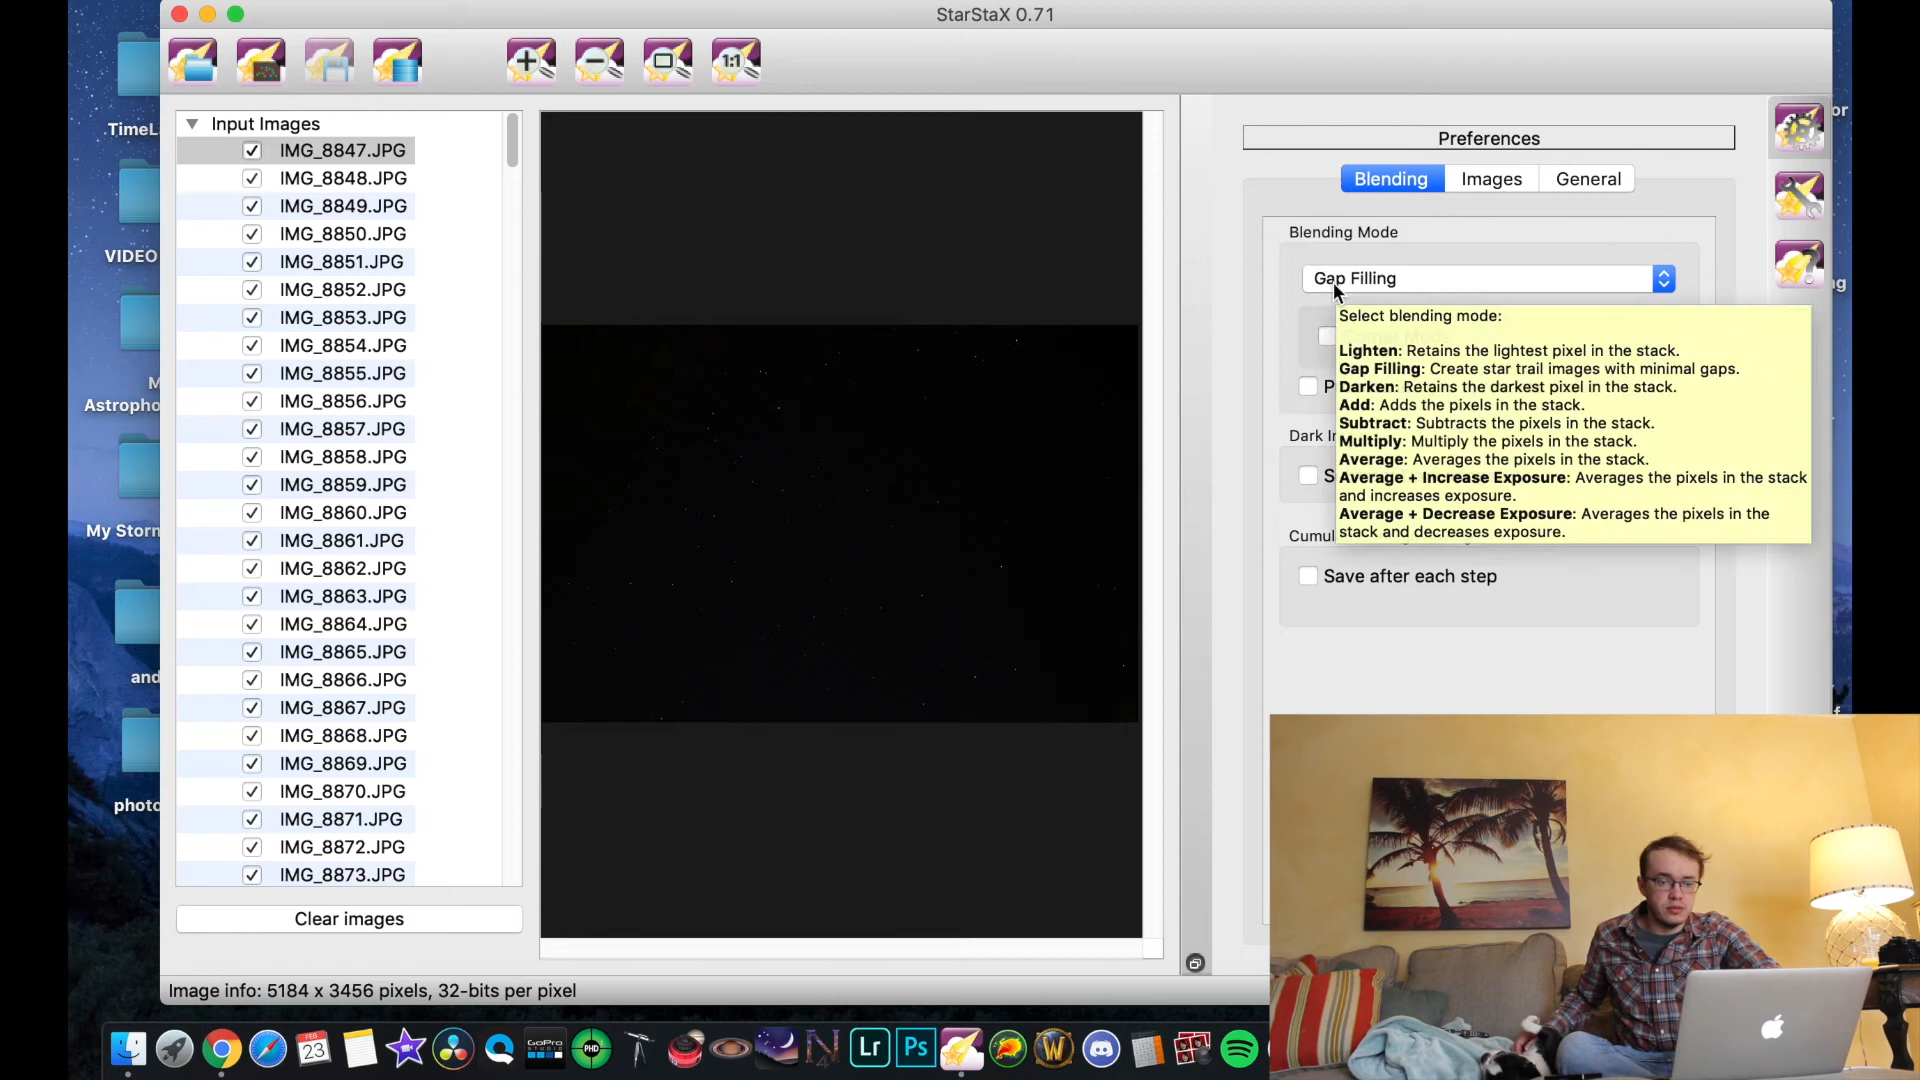 StarStaX 0.71
Input Images
IMG_8847.JPG
IMG_8848.JPG
IMG_8849.JPG
IMG_8850.JPG
IMG_8851.JPG
IMG_8852.JPG
IMG_8853.JPG
IMG_8854.JPG
IMG_8855.JPG
IMG_8856.JPG
IMG_8857.JPG
IMG_8858.JPG
IMG_8859.JPG
IMG_8860.JPG
IMG_8861.JPG
IMG_8862.JPG
IMG_8863.JPG
IMG_8864.JPG
IMG_8865.JPG
IMG_8866.JPG
IMG_8867.JPG
IMG_8868.JPG
IMG_8869.JPG
IMG_8870.JPG
IMG_8871.JPG
IMG_8872.JPG
IMG_8873.JPG
Clear images
Image info: 5184 x 3456 pixels, 32-bits per pixel
1:1
Preferences
Blending Images General
Blending Mode
Gap Filling
Select blending mode:
Lighten: Retains the lightest pixel in the stack.
Gap Filling: Create star trail images with minimal gaps.
Darken: Retains the darkest pixel in the stack.
Add: Adds the pixels in the stack.
Subtract: Subtracts the pixels in the stack.
Multiply: Multiply the pixels in the stack.
Average: Averages the pixels in the stack.
Average + Increase Exposure: Averages the pixels in the stack
and increases exposure.
Average + Decrease Exposure: Averages the pixels in the
stack and decreases exposure.
P
Dark I
S
Cumul
Save after each step
TimeL
VIDEO
M
Astropho
My Storm
and
photo
or
ng
f
FEB
23
GoPro
STUDIO
PHD
N
Lr
Ps
W